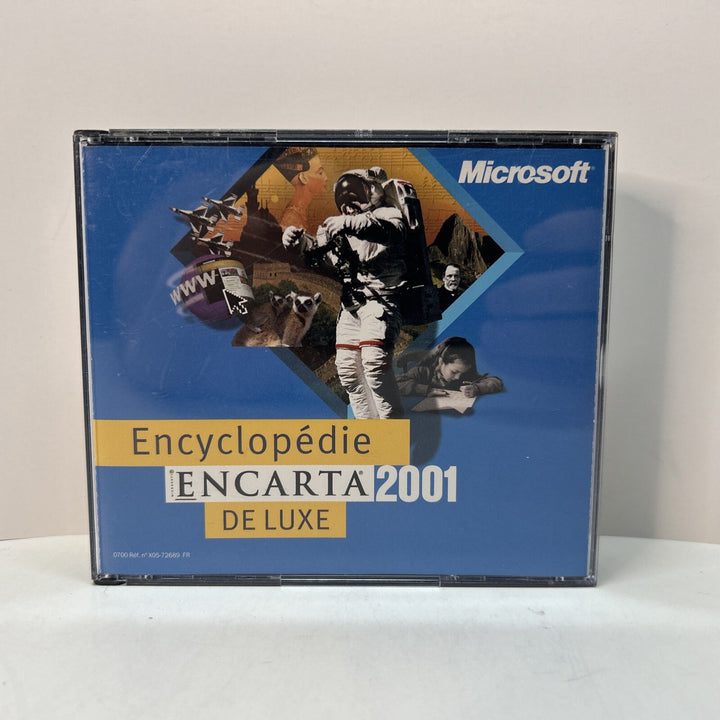 Microsoft
www
Encyclopédie
ENCARTA 2001
DE LUXE
0700 Réf. n° X05-72689 FR